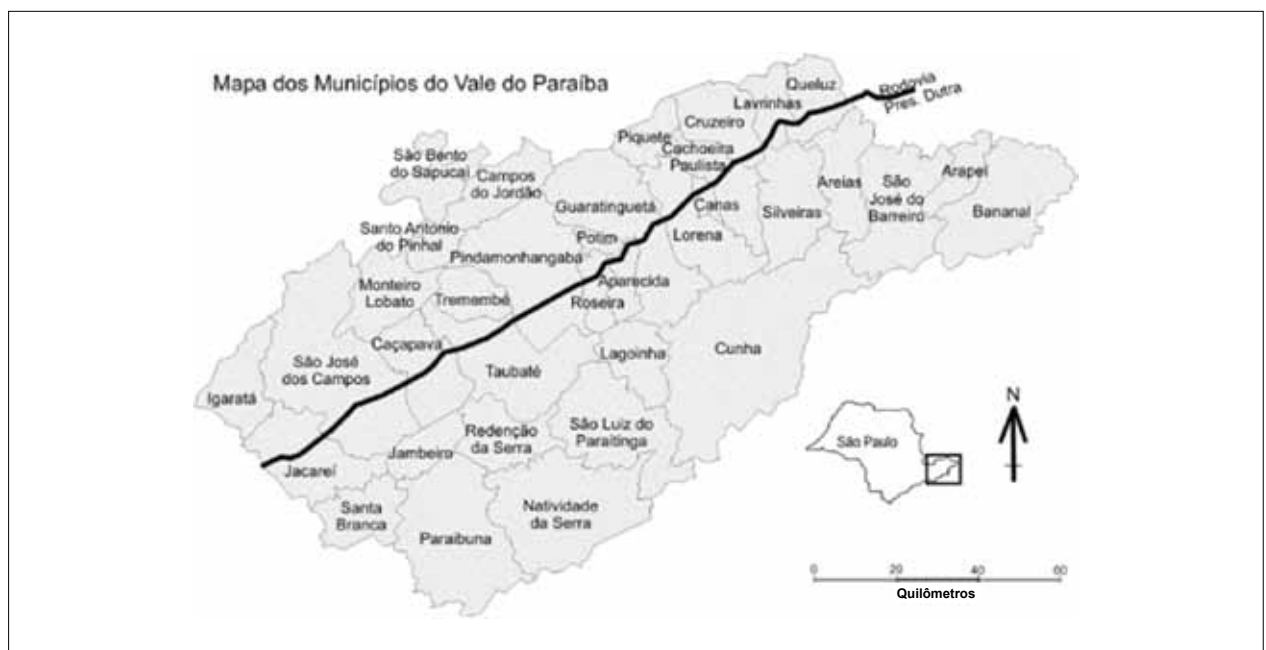 Mapa dos Municípios do Vale do Paraíba
Queluz
Rodovia
Pres. Dutra
Lavrinhas
Cruzeiro
Piquete
Cachoeira
Paulista
São Bento
do Sapucaí
Campos
do Jordão
Areias
São
José do
Barreiro
Arapeí
Bananal
Guaratinguetá
Canas
Silveiras
Santo Antonio
do Pinhal
Potim
Lorena
Pindamonhangaba
Aparecida
Monteiro
Lobato
Tremembé
Roseira
Caçapava
Lagoinha
Cunha
São José
dos Campos
Taubaté
Igaratá
N
Redenção
da Serra
São Luiz do
Paraitinga
São Paulo
Jambeiro
Jacareí
Santa
Branca
Natividade
da Serra
Paraibuna
0 20 40 60
Quilômetros